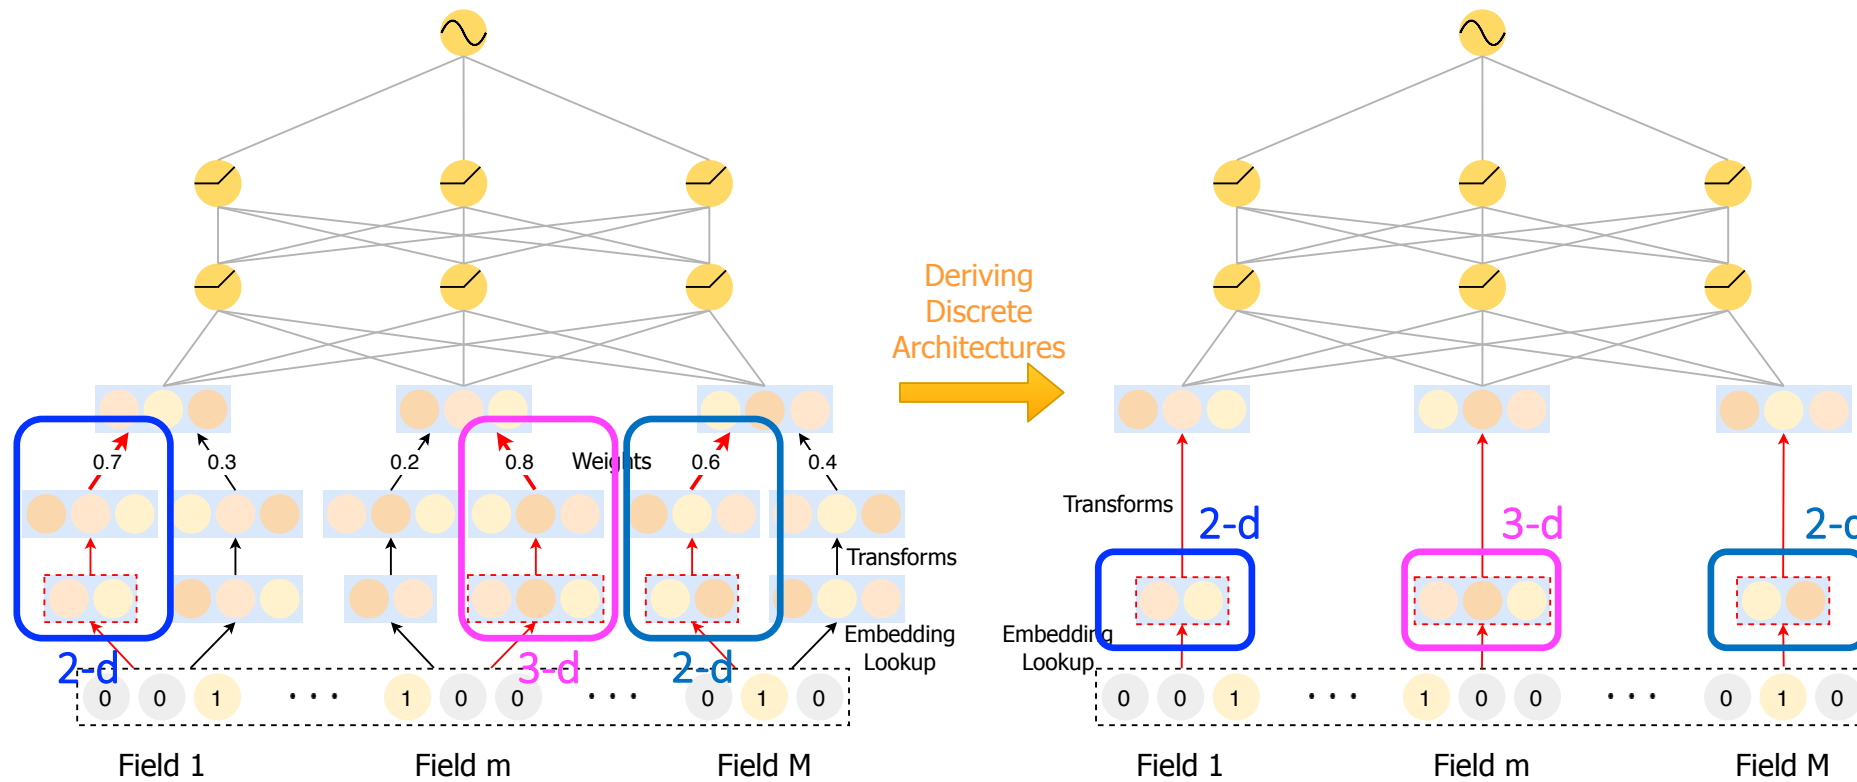 Deriving
Discrete
Architectures
0.7
0.3
0.2
0.8
Weights
0.6
0.4
Transforms
Embedding
Lookup
2-d
3-d
2-d
0 0 1 ··· 1 0 0 ··· 0 1 0
Field 1
Field m
Field M
Transforms
2-d
3-d
2-d
Embedding
Lookup
0 0 1 ··· 1 0 0 ··· 0 1 0
Field 1
Field m
Field M